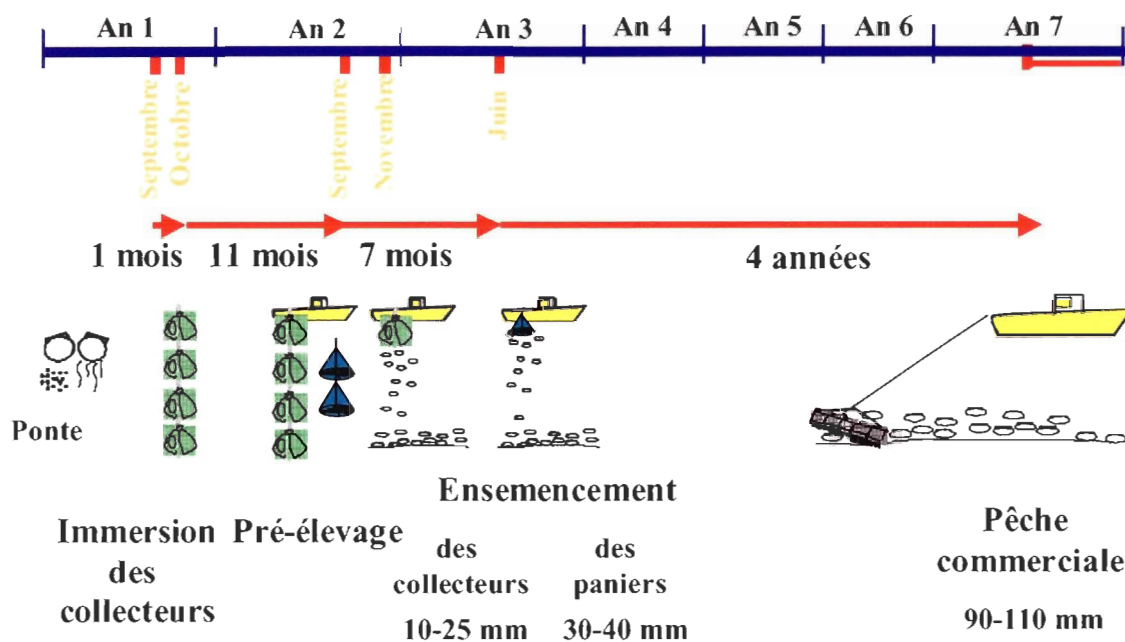 An 1 An 2 An 3 An 4 An 5 An 6 An 7
Septembre Octobre Septembre Novembre Juin
1 mois 11 mois 7 mois 4 années
Ponte
Immersion
des
collecteurs
Pré-élevage
Ensemencement
des
collecteurs
10-25 mm
des
paniers
30-40 mm
Pêche
commerciale
90-110 mm